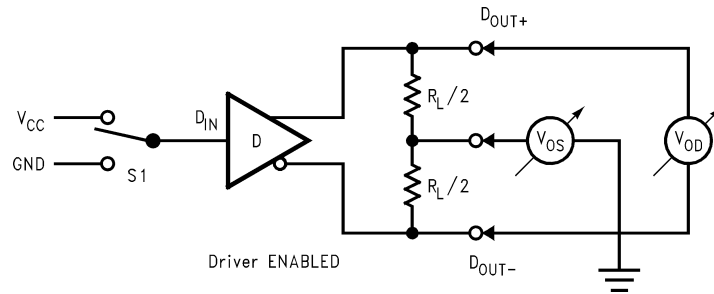 DOUT+
VCC
DIN
RL/2
D
VOS
VOD
GND
S1
RL/2
Driver ENABLED
DOUT-